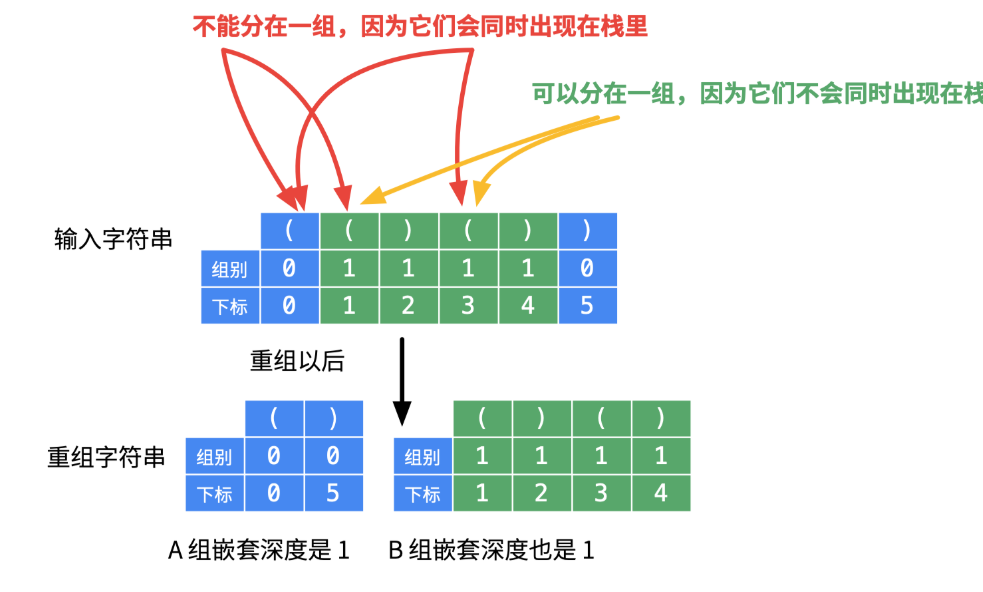 不能分在一组，因为它们会同时出现在栈里
可以分在一组，因为它们不会同时出现在栈
输入字符串
( ( ) ( ) )
组别 0 1 1 1 1 0
下标 0 1 2 3 4 5
重组以后
重组字符串
( )
组别 0 0
下标 0 5
( ) ( )
组别 1 1 1 1
下标 1 2 3 4
A 组嵌套深度是 1
B 组嵌套深度也是 1